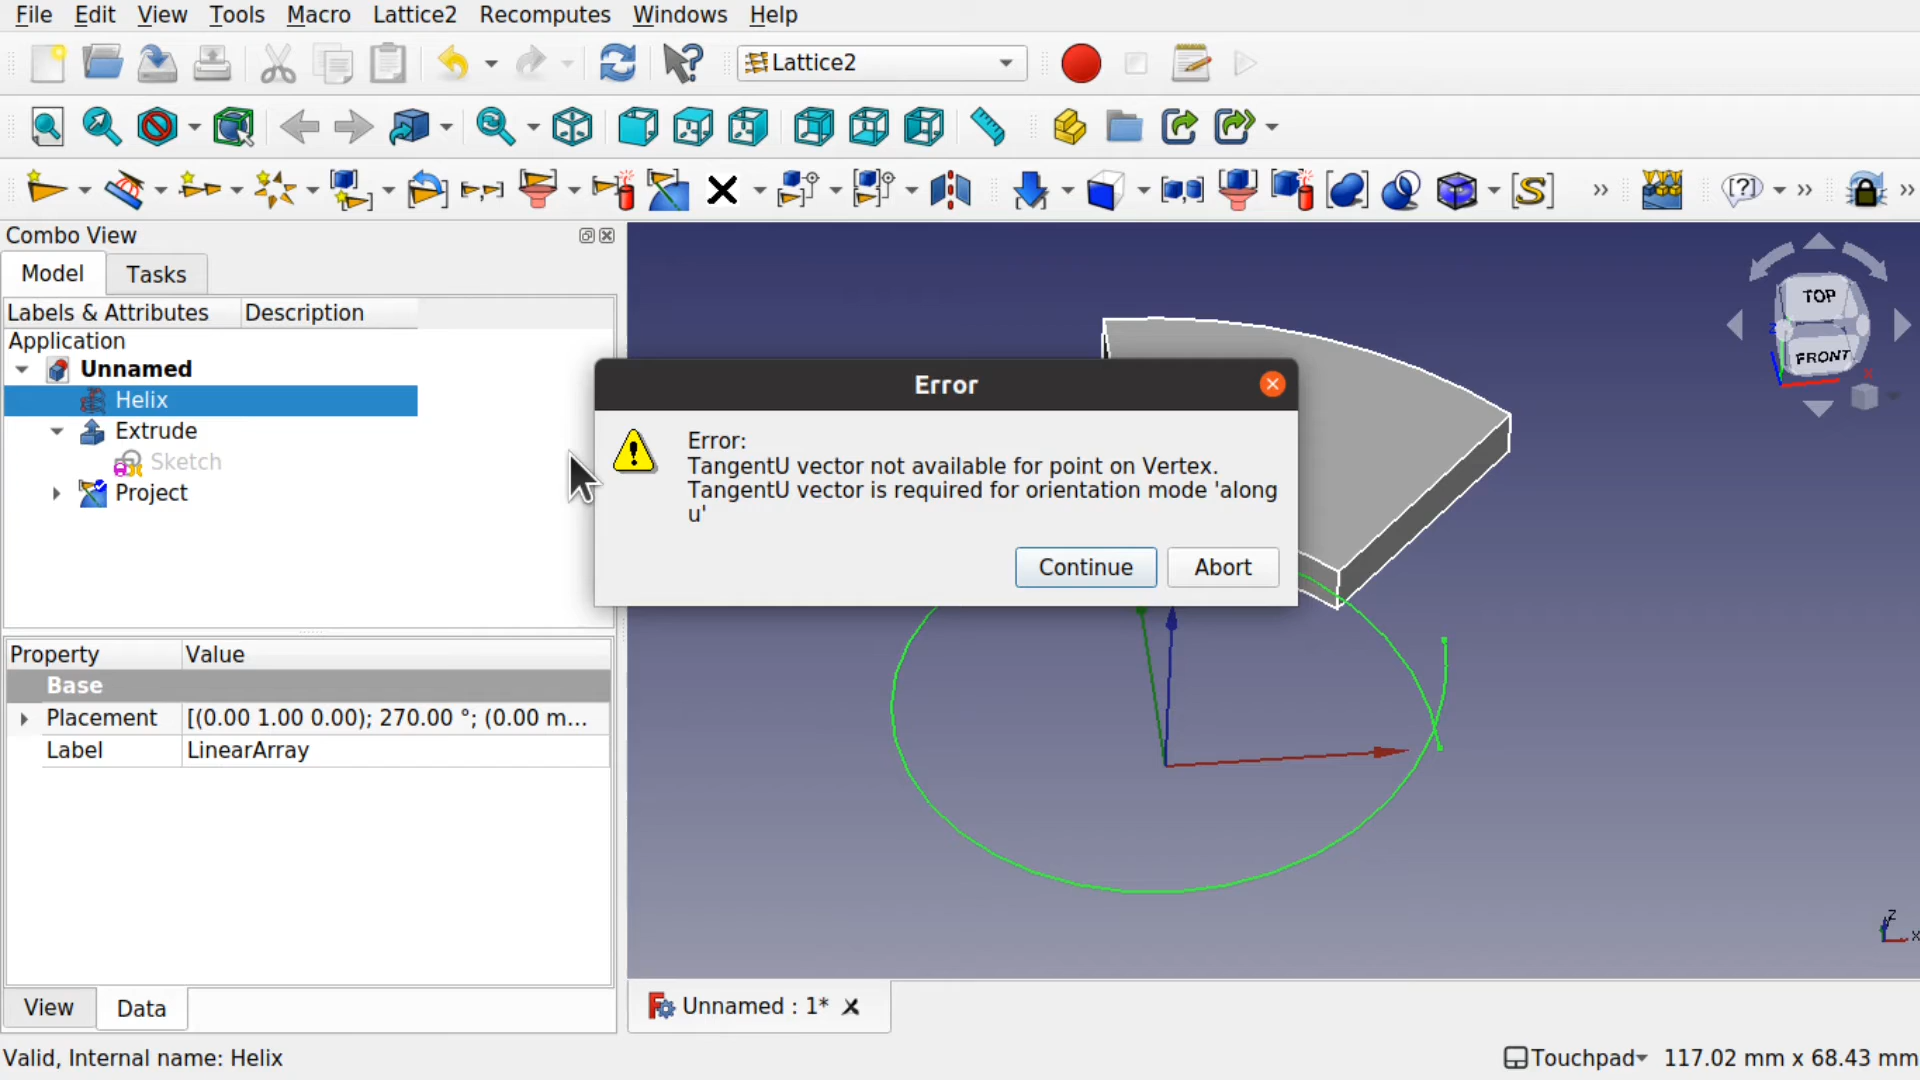 File Edit View Tools Macro Lattice2 Recomputes Windows Help
Lattice2
Combo View
Model Tasks
Labels & Attributes Description
Application
Unnamed
Helix
Extrude
Sketch
Project
TOP
FRONT
Z
X
Error
Error:
TangentU vector not available for point on Vertex.
TangentU vector is required for orientation mode 'along
u'
Continue Abort
Property Value
Base
Placement [(0.00 1.00 0.00); 270.00 °; (0.00 m...
Label LinearArray
Z
X
View Data
Unnamed : 1*
Valid, Internal name: Helix
Touchpad 117.02 mm x 68.43 mm